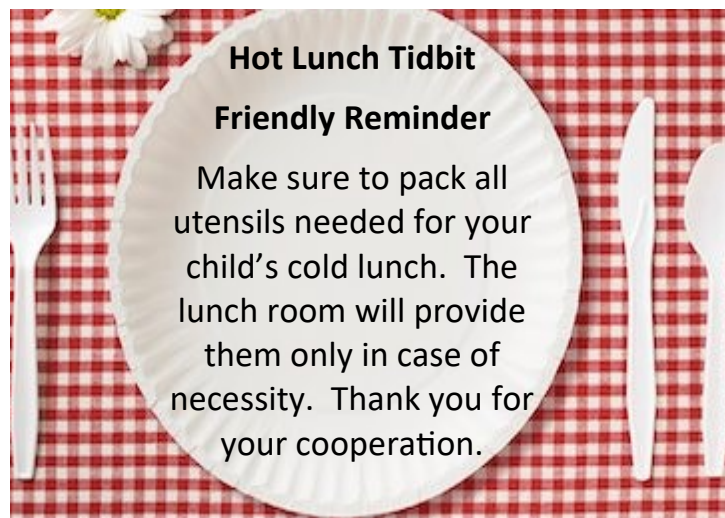 Hot Lunch Tidbit
Friendly Reminder
Make sure to pack all
utensils needed for your
child’s cold lunch.  The
lunch room will provide
them only in case of
necessity.  Thank you for
your cooperation.